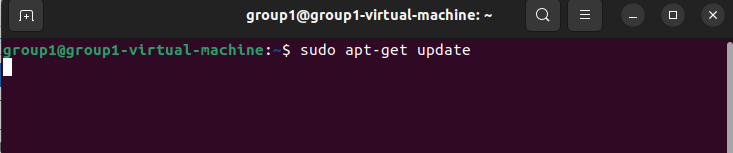 group1@group1-virtual-machine: ~
group1@group1-virtual-machine:~$ sudo apt-get update